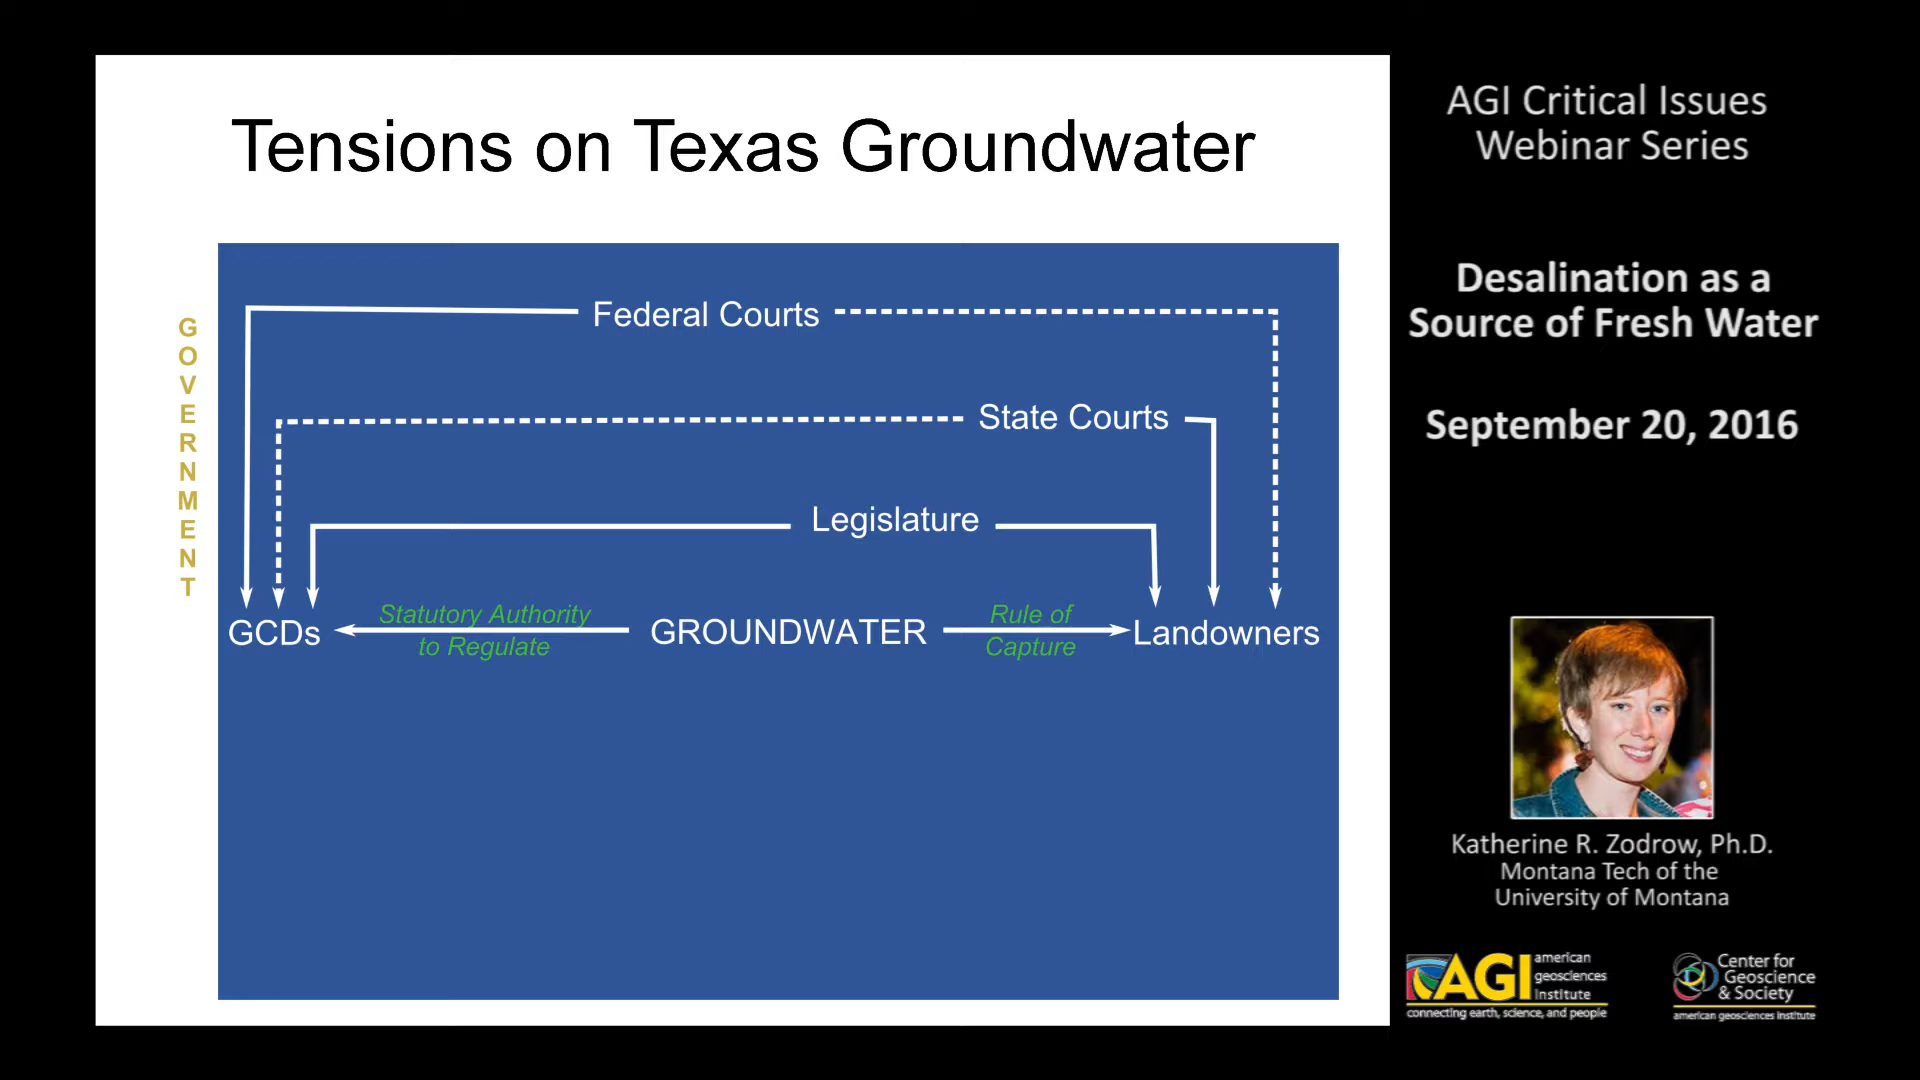 Tensions on Texas Groundwater
GOVERNMENT
Federal Courts
State Courts
Legislature
GCDs
Statutory Authority
to Regulate
GROUNDWATER
Rule of
Capture
Landowners
AGI Critical Issues
Webinar Series
Desalination as a
Source of Fresh Water
September 20, 2016
Katherine R. Zodrow, Ph.D.
Montana Tech of the
University of Montana
AGI
american
geosciences
institute
connecting earth, science, and people
Center for
Geoscience
& Society
american geosciences institute